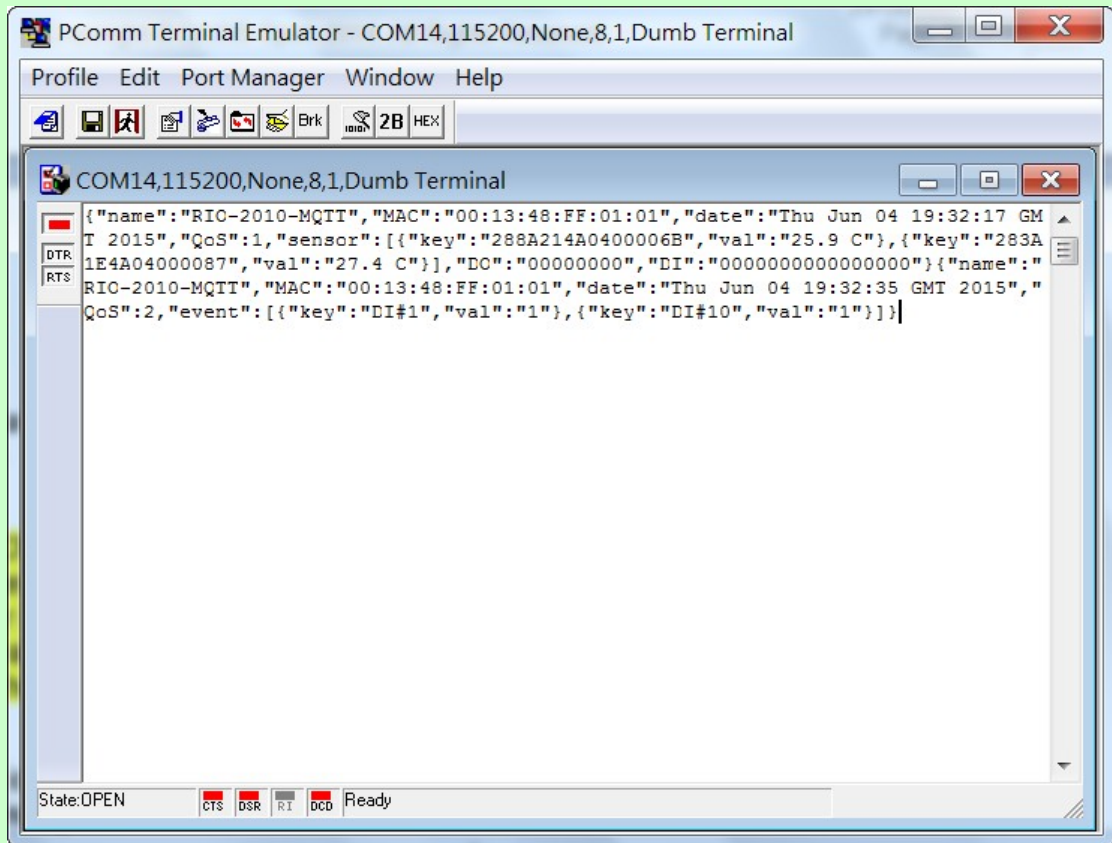 PComm Terminal Emulator - COM14,115200,None,8,1,Dumb Terminal
Profile Edit Port Manager Window Help
Brk 2B HEX
COM14,115200,None,8,1,Dumb Terminal
{"name":"RIO-2010-MQTT","MAC":"00:13:48:FF:01:01","date":"Thu Jun 04 19:32:17 GM
T 2015","QoS":1,"sensor":[{"key":"288A214A0400006B","val":"25.9 C"},{"key":"283A
DTR
1E4A04000087","val":"27.4 C"}],"DO":"00000000","DI":"0000000000000000"}{"name":"
RTS
RIO-2010-MQTT","MAC":"00:13:48:FF:01:01","date":"Thu Jun 04 19:32:35 GMT 2015","
QoS":2,"event":[{"key":"DI#1","val":"1"},{"key":"DI#10","val":"1"}]}
State:OPEN CTS DSR RI DCD Ready